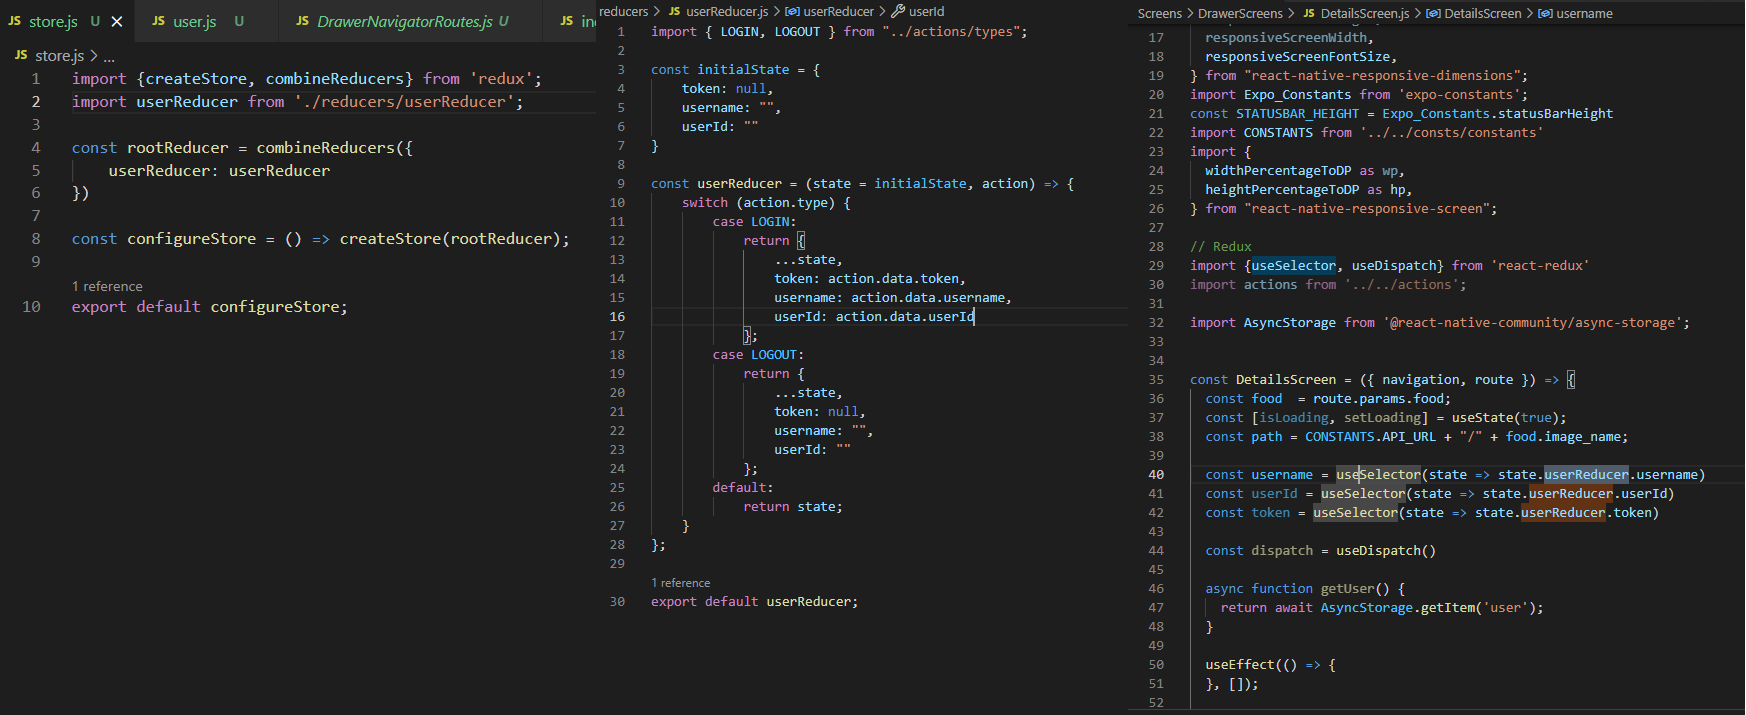 JS store.js U ×
JS user.js U
JS DrawerNavigatorRoutes.js U
JS in
JS store.js > ...
1 import {createStore, combineReducers} from 'redux';
2 import userReducer from './reducers/userReducer';
3
4 const rootReducer = combineReducers({
5 userReducer: userReducer
6 })
7
8 const configureStore = () => createStore(rootReducer);
9
1 reference
10 export default configureStore;
reducers > JS userReducer.js > userReducer > userId
1 import { LOGIN, LOGOUT } from "../actions/types";
2
3 const initialState = {
4 token: null,
5 username: "",
6 userId: ""
7 }
8
9 const userReducer = (state = initialState, action) => {
10 switch (action.type) {
11 case LOGIN:
12 return {
13 ...state,
14 token: action.data.token,
15 username: action.data.username,
16 userId: action.data.userId
17 };
18 case LOGOUT:
19 return {
20 ...state,
21 token: null,
22 username: "",
23 userId: ""
24 };
25 default:
26 return state;
27 }
28 };
29
1 reference
30 export default userReducer;
Screens > DrawerScreens > JS DetailsScreen.js > DetailsScreen > username
17 responsiveScreenWidth,
18 responsiveScreenFontSize,
19 } from "react-native-responsive-dimensions";
20 import Expo_Constants from 'expo-constants';
21 const STATUSBAR_HEIGHT = Expo_Constants.statusBarHeight
22 import CONSTANTS from '../../consts/constants'
23 import {
24 widthPercentageToDP as wp,
25 heightPercentageToDP as hp,
26 } from "react-native-responsive-screen";
27
28 // Redux
29 import {useSelector, useDispatch} from 'react-redux'
30 import actions from '../../actions';
31
32 import AsyncStorage from '@react-native-community/async-storage';
33
34
35 const DetailsScreen = ({ navigation, route }) => {
36 const food  = route.params.food;
37 const [isLoading, setLoading] = useState(true);
38 const path = CONSTANTS.API_URL + "/" + food.image_name;
39
40 const username = useSelector(state => state.userReducer.username)
41 const userId = useSelector(state => state.userReducer.userId)
42 const token = useSelector(state => state.userReducer.token)
43
44 const dispatch = useDispatch()
45
46 async function getUser() {
47 return await AsyncStorage.getItem('user');
48 }
49
50 useEffect(() => {
51 }, []);
52